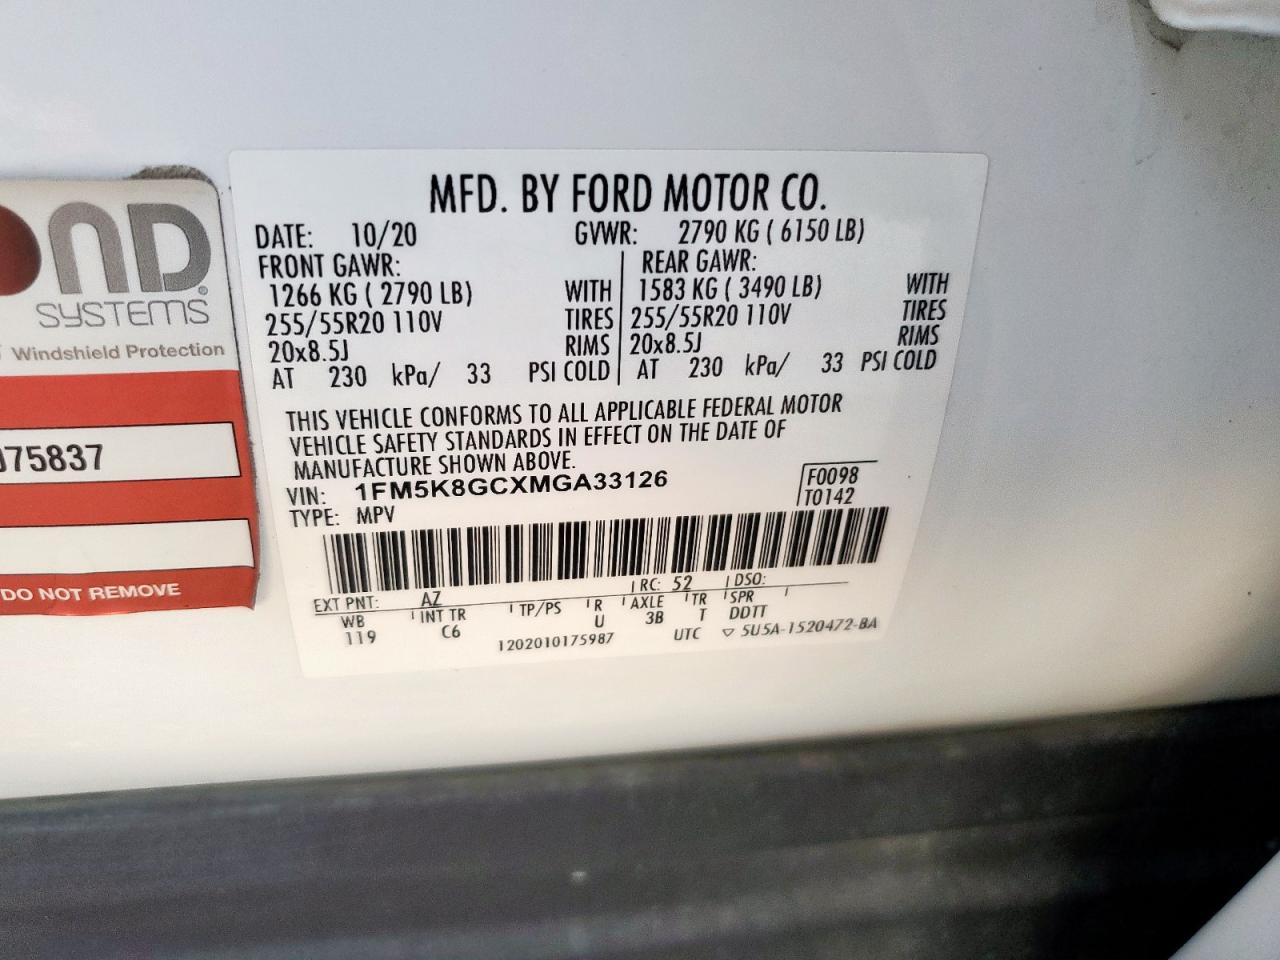 ND
SYSTEMS
Windshield Protection
075837
DO NOT REMOVE
MFD. BY FORD MOTOR CO.
DATE: 10/20 GVWR: 2790 KG ( 6150 LB)
FRONT GAWR: REAR GAWR:
1266 KG ( 2790 LB) WITH 1583 KG ( 3490 LB) WITH
255/55R20 110V TIRES 255/55R20 110V TIRES
20x8.5J RIMS 20x8.5J RIMS
AT 230 kPa/ 33 PSI COLD AT 230 kPa/ 33 PSI COLD
THIS VEHICLE CONFORMS TO ALL APPLICABLE FEDERAL MOTOR
VEHICLE SAFETY STANDARDS IN EFFECT ON THE DATE OF
MANUFACTURE SHOWN ABOVE.
VIN: 1FM5K8GCXMGA33126 F0098
TYPE: MPV T0142
EXT PNT: AZ RC: 52 DSO:
WB INT TR TP/PS R AXLE TR SPR
119 C6 U 3B T DDTT
1202010175987 UTC ▽ 5U5A-1520472-BA